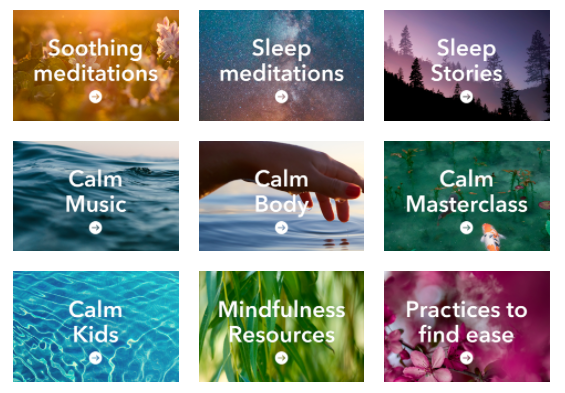 Soothing
meditations
Sleep
meditations
Sleep
Stories
Calm
Music
Calm
Body
Calm
Masterclass
Calm
Kids
Mindfulness
Resources
Practices to
find ease